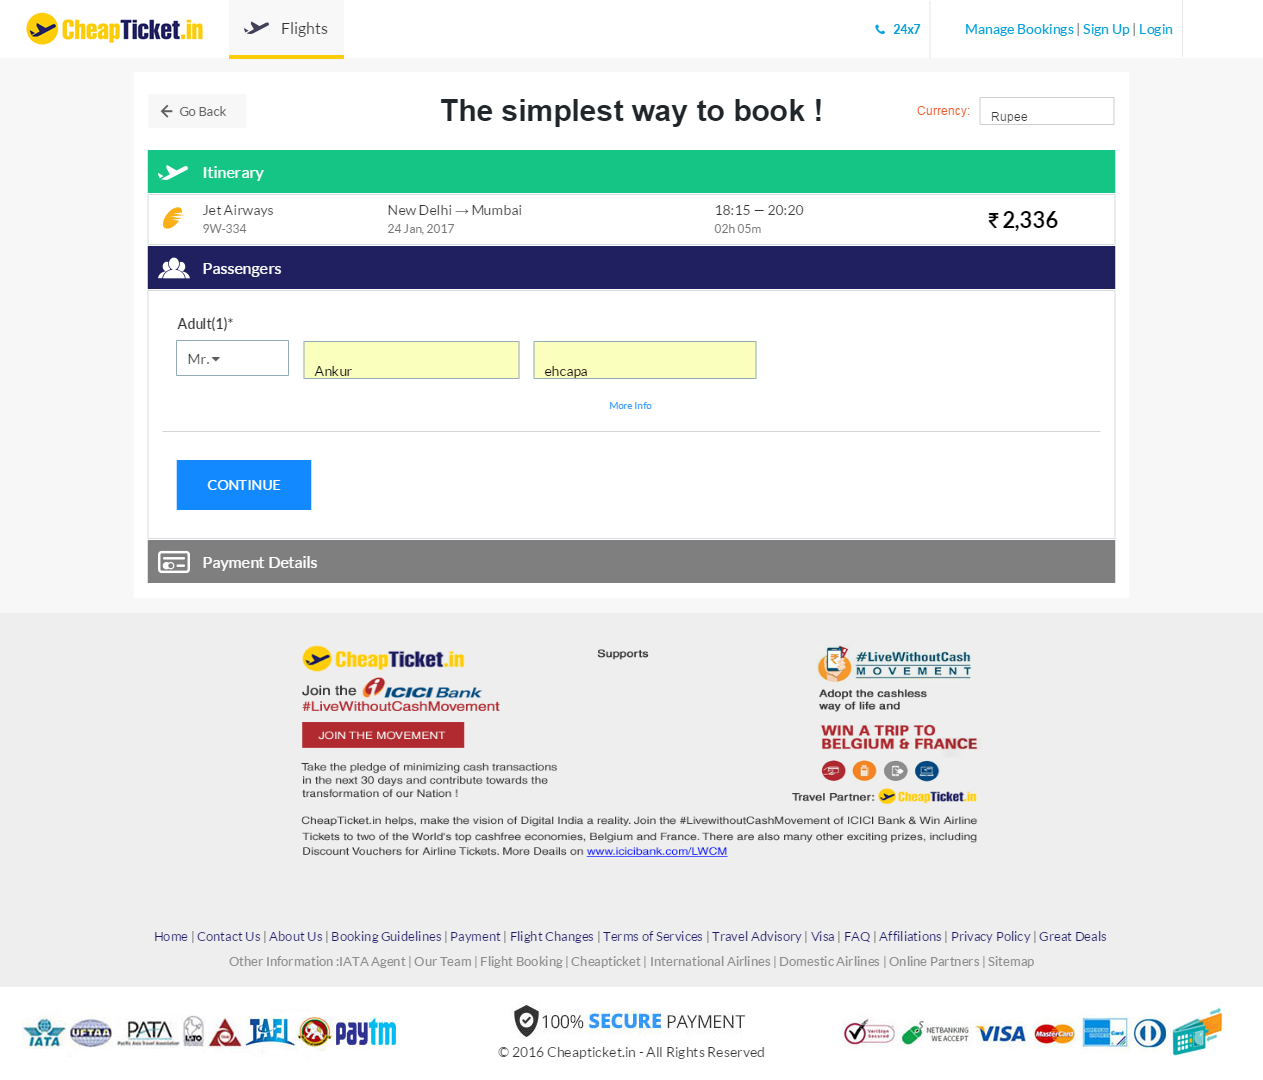 CheapTicket.in
Flights
24x7
Manage Bookings | Sign Up | Login
Go Back
The simplest way to book !
Currency:
Rupee
Itinerary
Jet Airways
New Delhi → Mumbai
18:15 — 20:20
₹ 2,336
9W-334
24 Jan, 2017
02h 05m
Passengers
Adult(1)*
Mr.
Ankur
ehcapa
More Info
CONTINUE
Payment Details
CheapTicket.in
Join the ICICI Bank
#LiveWithoutCashMovement
JOIN THE MOVEMENT
Take the pledge of minimizing cash transactions
in the next 30 days and contribute towards the
transformation of our Nation !
Supports
#LiveWithoutCash
MOVEMENT
Adopt the cashless
way of life and
WIN A TRIP TO
BELGIUM & FRANCE
Travel Partner: CheapTicket.in
CheapTicket.in helps, make the vision of Digital India a reality. Join the #LivewithoutCashMovement of ICICI Bank & Win Airline
Tickets to two of the World's top cashfree economies, Belgium and France. There are also many other exciting prizes, including
Discount Vouchers for Airline Tickets. More Deails on www.icicibank.com/LWCM
Home | Contact Us | About Us | Booking Guidelines | Payment | Flight Changes | Terms of Services | Travel Advisory | Visa | FAQ | Affiliations | Privacy Policy | Great Deals
Other Information :IATA Agent | Our Team | Flight Booking | Cheapticket | International Airlines | Domestic Airlines | Online Partners | Sitemap
IATA
UFTAA
PATA
Pacific Asia Travel Association
IATO
paytm
100% SECURE PAYMENT
© 2016 Cheapticket.in - All Rights Reserved
VeriSign
Secured
NETBANKING
WE ACCEPT
VISA
MasterCard